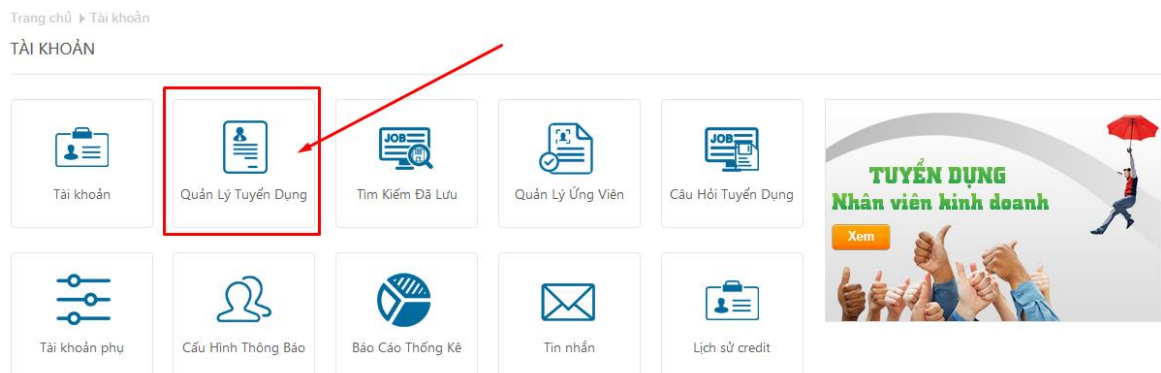 Trang chủ ▶ Tài khoản
TÀI KHOẢN
JOB
JOB
Tài khoản
Quản Lý Tuyển Dụng
Tìm Kiếm Đã Lưu
Quản Lý Ứng Viên
Câu Hỏi Tuyển Dụng
TUYỂN DỤNG
Nhân viên kinh doanh
Xem
Tài khoản phụ
Cấu Hình Thông Báo
Báo Cáo Thống Kê
Tin nhắn
Lịch sử credit